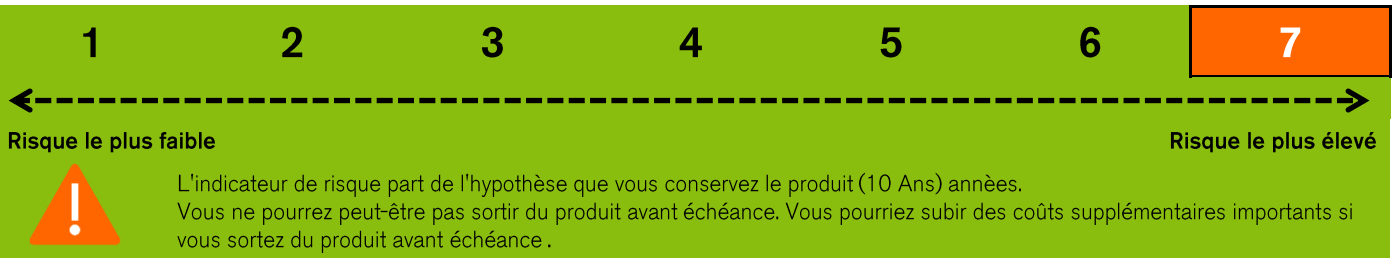 1 2 3 4 5 6 7
Risque le plus faible Risque le plus élevé
!
L'indicateur de risque part de l'hypothèse que vous conservez le produit (10 Ans) annèes.
Vous ne pourrez peut-être pas sortir du produit avant échéance. Vous pourriez subir des coûts supplémentaires importants si
vous sortez du produit avant échéance .